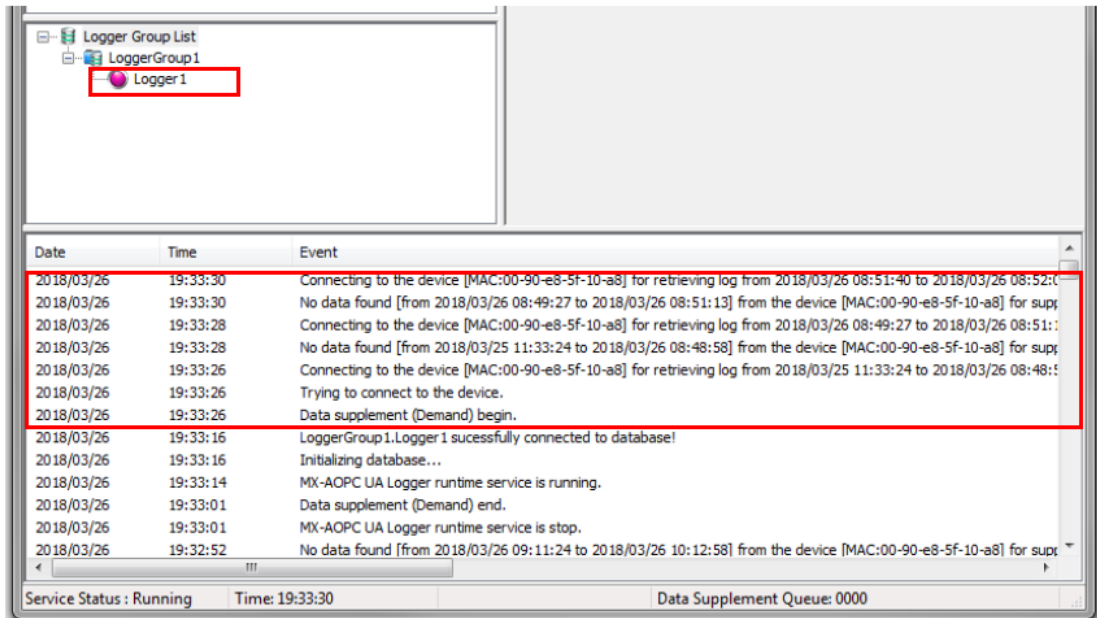 Logger Group List
LoggerGroup1
Logger1
Date Time Event
2018/03/26 19:33:30 Connecting to the device [MAC:00-90-e8-5f-10-a8] for retrieving log from 2018/03/26 08:51:40 to 2018/03/26
2018/03/26 19:33:30 No data found [from 2018/03/26 08:49:27 to 2018/03/26 08:51:13] from the device [MAC:00-90-e8-5f-10-a8] for
2018/03/26 19:33:28 Connecting to the device [MAC:00-90-e8-5f-10-a8] for retrieving log from 2018/03/26 08:49:27 to 2018/03/26
2018/03/26 19:33:28 No data found [from 2018/03/25 11:33:24 to 2018/03/26 08:48:58] from the device [MAC:00-90-e8-5f-10-a8] for
2018/03/26 19:33:26 Connecting to the device [MAC:00-90-e8-5f-10-a8] for retrieving log from 2018/03/25 11:33:24 to 2018/03/26
2018/03/26 19:33:26 Trying to connect to the device.
2018/03/26 19:33:26 Data supplement (Demand) begin.
2018/03/26 19:33:16 LoggerGroup1.Logger1 sucessfully connected to database!
2018/03/26 19:33:16 Initializing database...
2018/03/26 19:33:14 MX-AOPC UA Logger runtime service is running.
2018/03/26 19:33:01 Data supplement (Demand) end.
2018/03/26 19:33:01 MX-AOPC UA Logger runtime service is stop.
2018/03/26 19:32:52 No data found [from 2018/03/26 09:11:24 to 2018/03/26 10:12:58] from the device [MAC:00-90-e8-5f-10-a8] for
Service Status : Running Time: 19:33:30 Data Supplement Queue: 0000